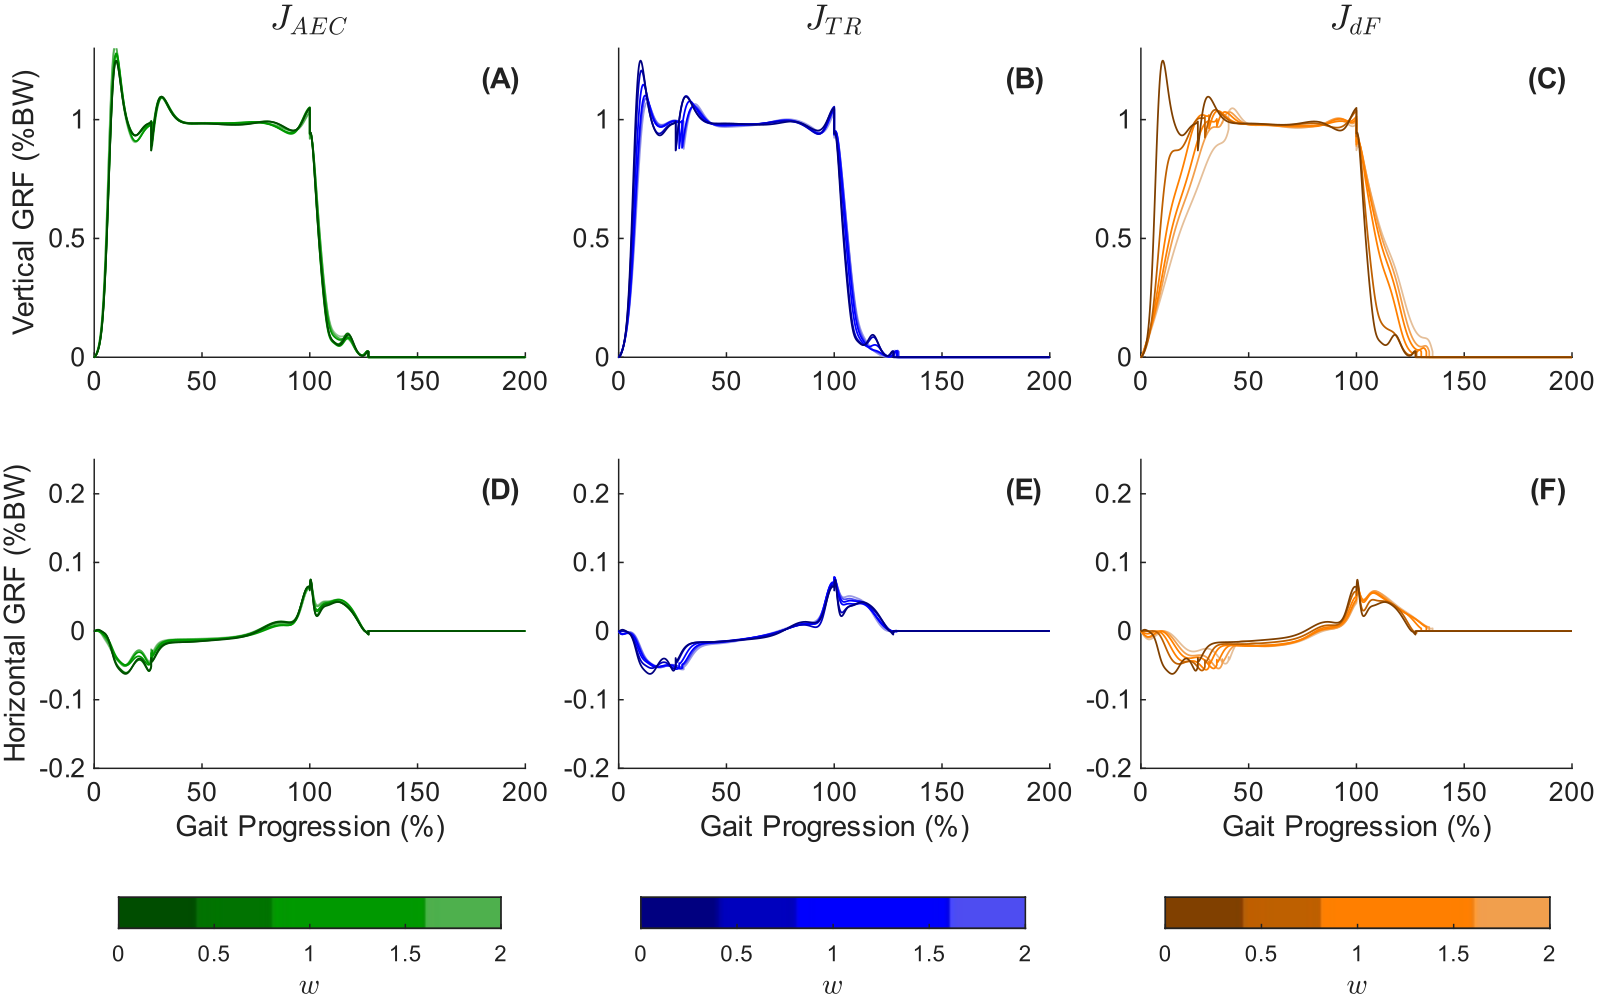 J_AEC J_TR J_dF
(A) (B) (C)
Vertical GRF (%BW)
1 1 1
0.5 0.5 0.5
0 0 0
0 50 100 150 200 0 50 100 150 200 0 50 100 150 200
(D) (E) (F)
Horizontal GRF (%BW)
0.2 0.2 0.2
0.1 0.1 0.1
0 0 0
-0.1 -0.1 -0.1
-0.2 -0.2 -0.2
0 50 100 150 200 0 50 100 150 200 0 50 100 150 200
Gait Progression (%) Gait Progression (%) Gait Progression (%)
0 0.5 1 1.5 2 0 0.5 1 1.5 2 0 0.5 1 1.5 2
w w w